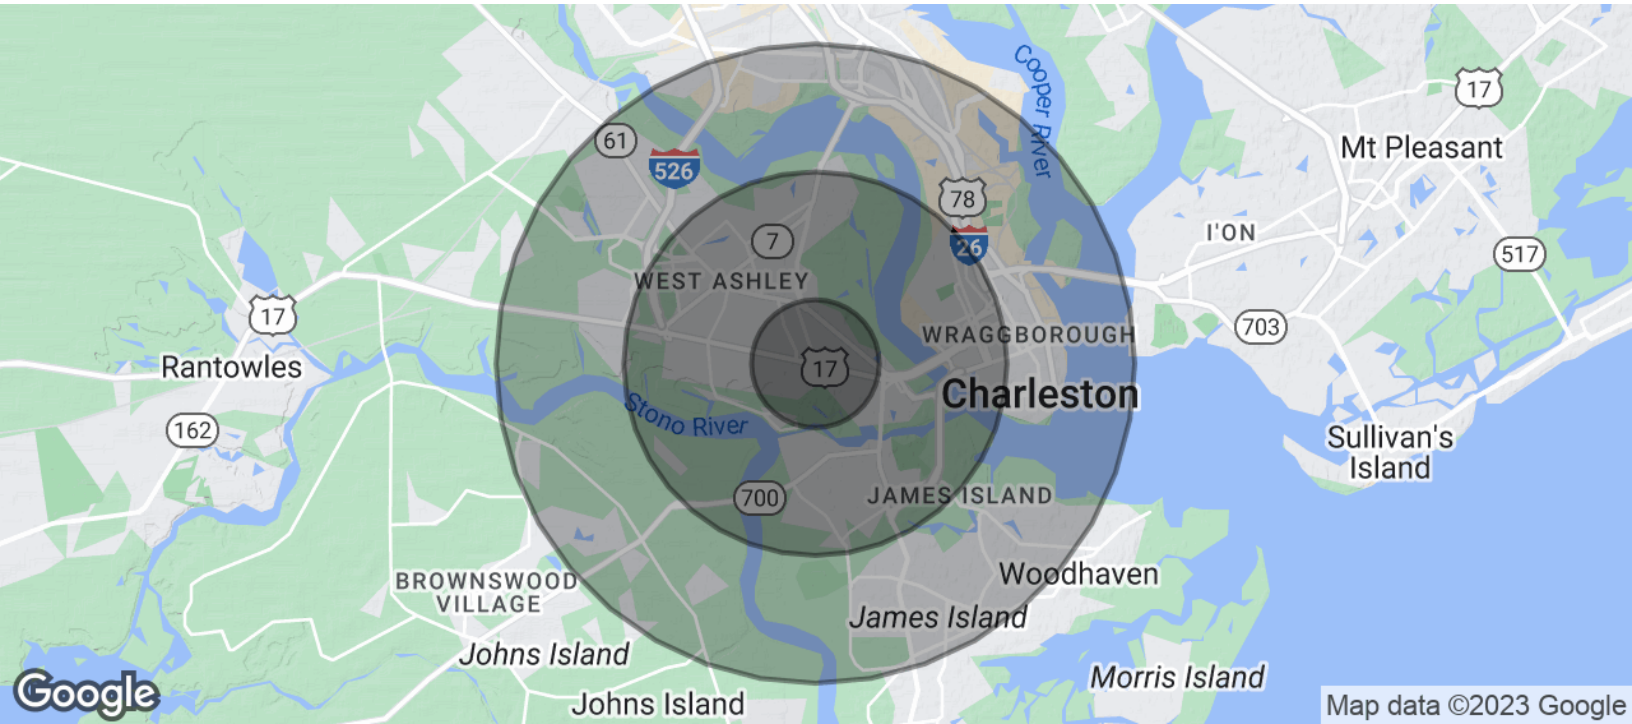 Cooper River
17
61
Mt Pleasant
526
78
7
I'ON
26
517
WEST ASHLEY
17
703
WRAGGBOROUGH
Rantowles
17
Charleston
Stono River
162
Sullivan's
Island
700
JAMES ISLAND
BROWNSWOOD
VILLAGE
Woodhaven
James Island
Johns Island
Morris Island
Google
Johns Island
Map data ©2023 Google